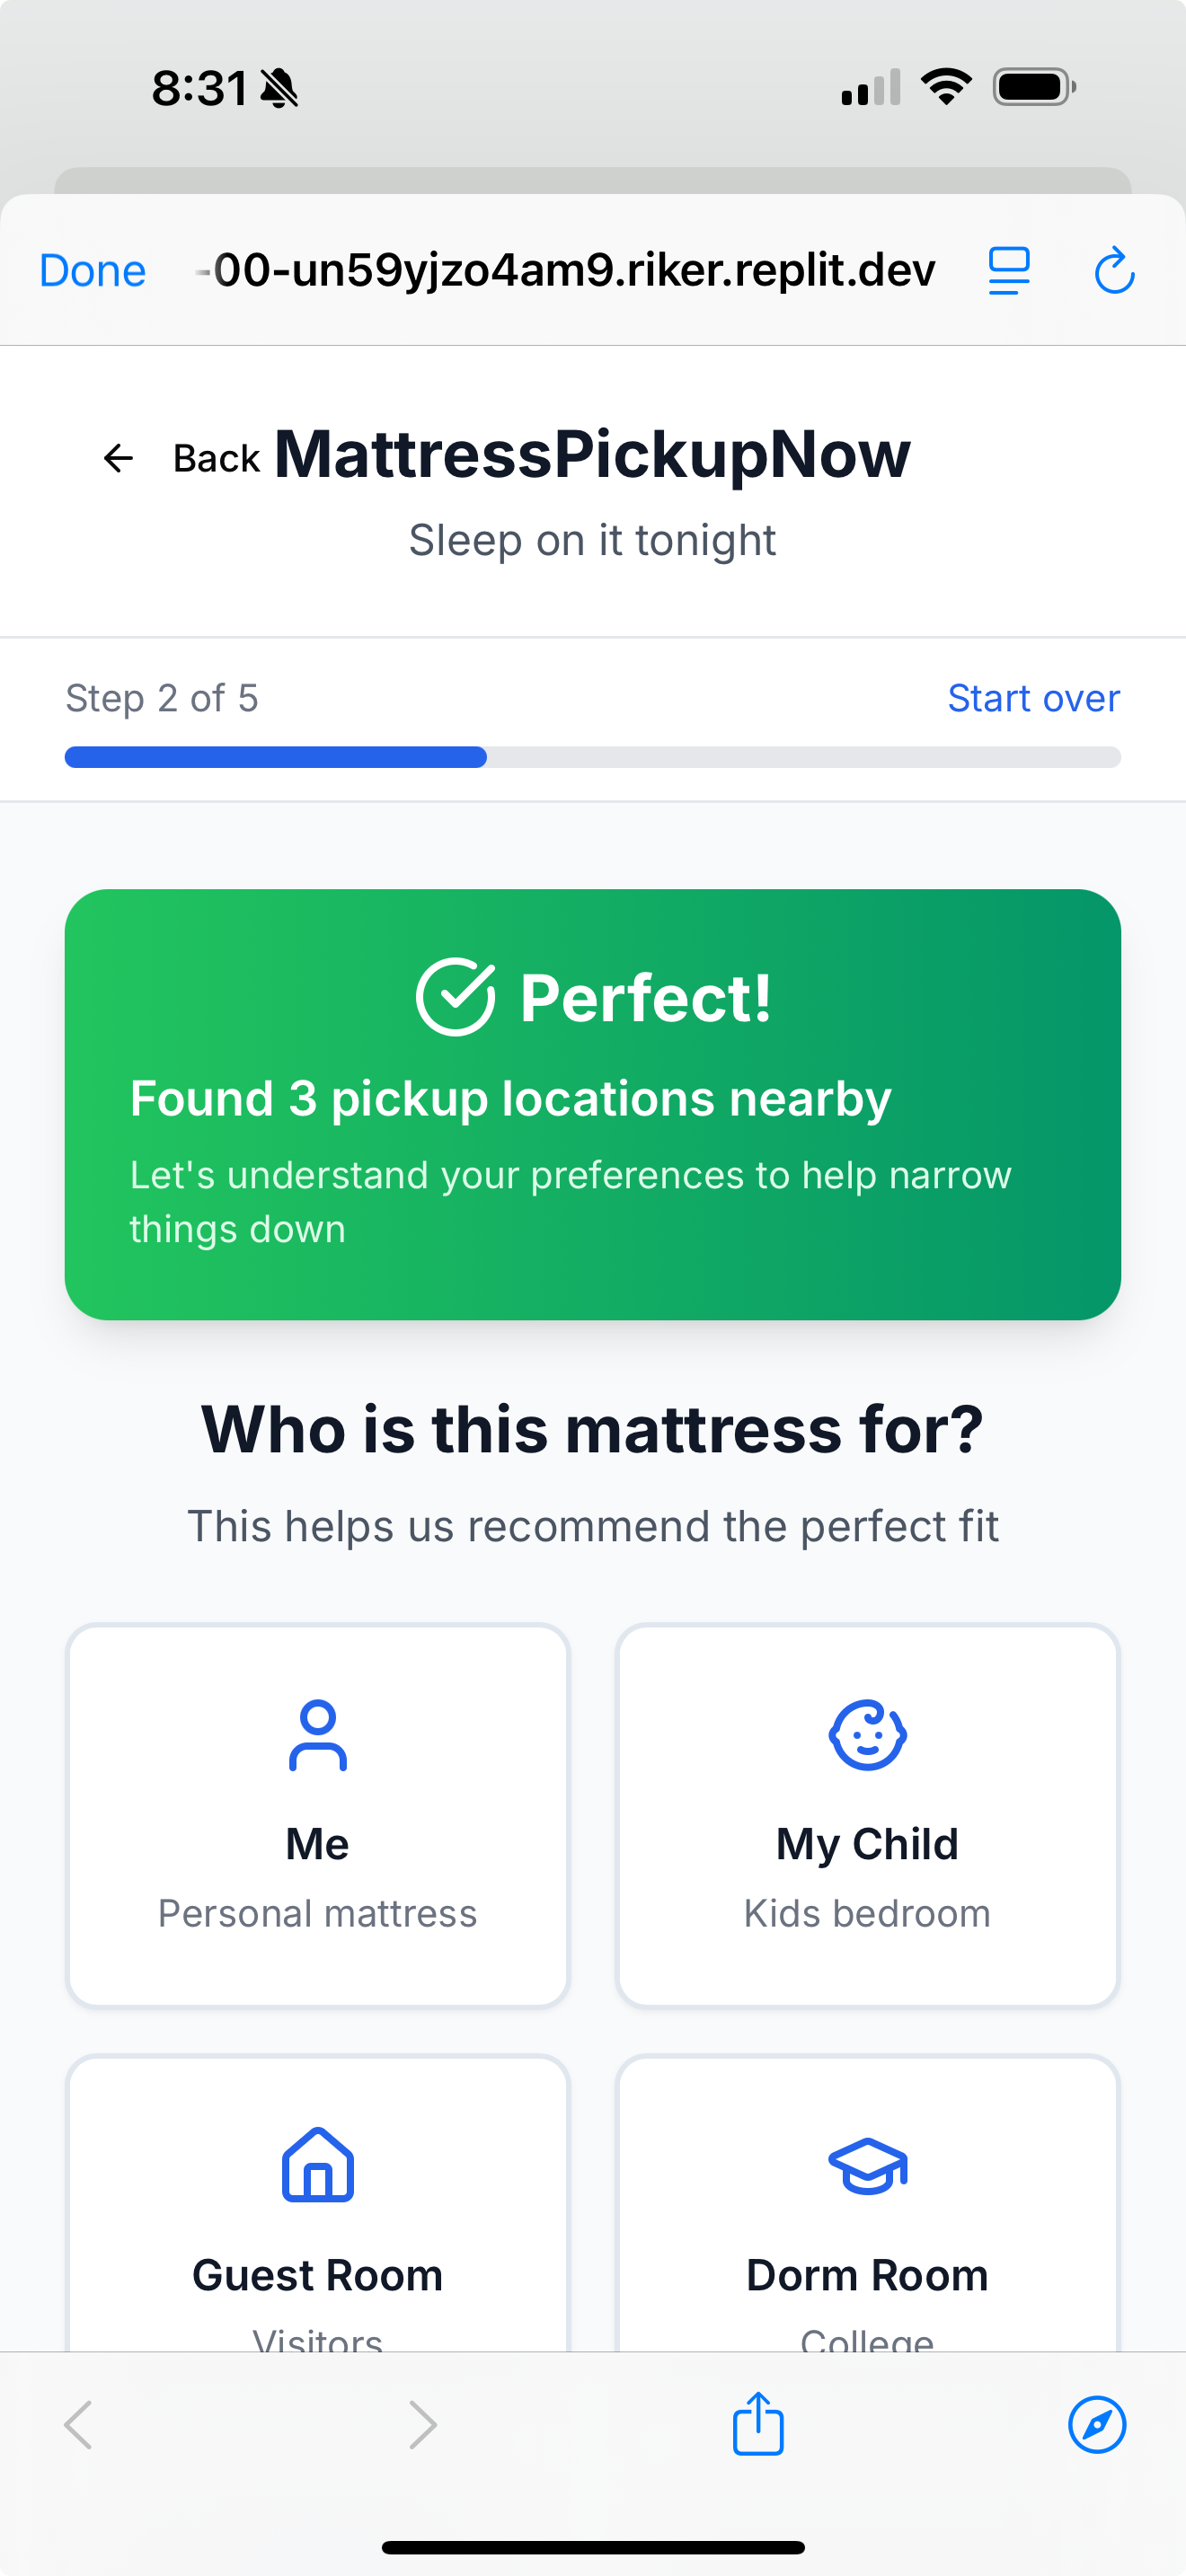 8:31
Done
-00-un59yjzo4am9.riker.replit.dev
Back
MattressPickupNow
Sleep on it tonight
Step 2 of 5
Start over
Perfect!
Found 3 pickup locations nearby
Let's understand your preferences to help narrow
things down
Who is this mattress for?
This helps us recommend the perfect fit
Me
Personal mattress
My Child
Kids bedroom
Guest Room
Visitors
Dorm Room
College